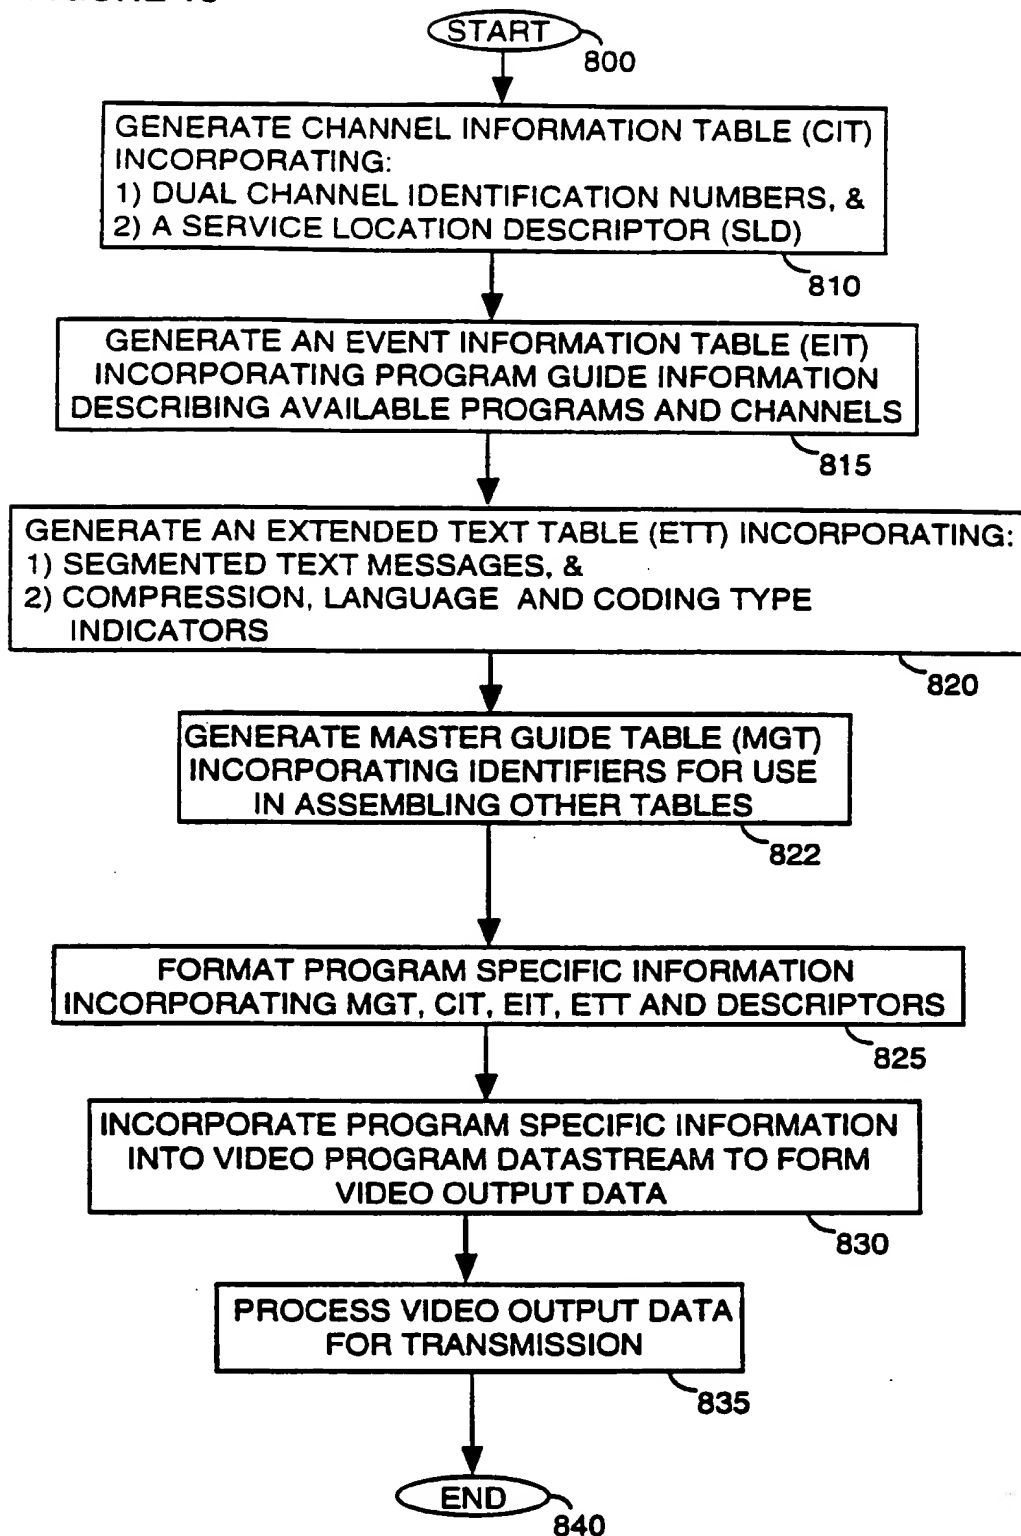 START
800
GENERATE CHANNEL INFORMATION TABLE (CIT)
INCORPORATING:
1) DUAL CHANNEL IDENTIFICATION NUMBERS, &
2) A SERVICE LOCATION DESCRIPTOR (SLD)
810
GENERATE AN EVENT INFORMATION TABLE (EIT)
INCORPORATING PROGRAM GUIDE INFORMATION
DESCRIBING AVAILABLE PROGRAMS AND CHANNELS
815
GENERATE AN EXTENDED TEXT TABLE (ETT) INCORPORATING:
1) SEGMENTED TEXT MESSAGES, &
2) COMPRESSION, LANGUAGE AND CODING TYPE
INDICATORS
820
GENERATE MASTER GUIDE TABLE (MGT)
INCORPORATING IDENTIFIERS FOR USE
IN ASSEMBLING OTHER TABLES
822
FORMAT PROGRAM SPECIFIC INFORMATION
INCORPORATING MGT, CIT, EIT, ETT AND DESCRIPTORS
825
INCORPORATE PROGRAM SPECIFIC INFORMATION
INTO VIDEO PROGRAM DATASTREAM TO FORM
VIDEO OUTPUT DATA
830
PROCESS VIDEO OUTPUT DATA
FOR TRANSMISSION
835
END
840